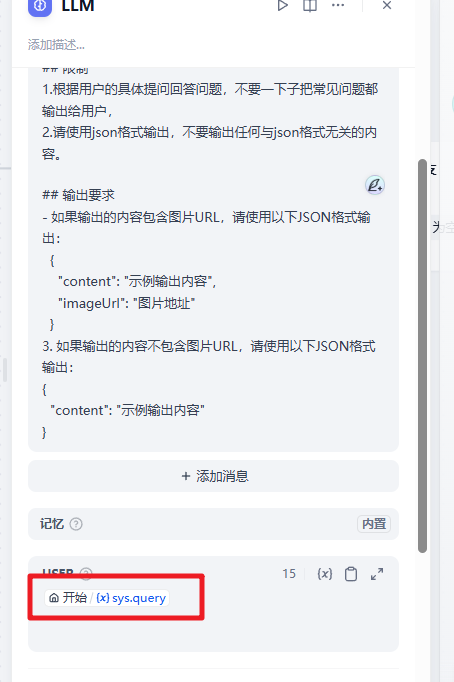 LLM
添加描述...
## 限制
1.根据用户的具体提问回答问题，不要一下子把常见问题都
输出给用户，
2.请使用json格式输出，不要输出任何与json格式无关的内
容。
## 输出要求
- 如果输出的内容包含图片URL，请使用以下JSON格式输
出：
{
"content": "示例输出内容",
"imageUrl": "图片地址"
}
3. 如果输出的内容不包含图片URL，请使用以下JSON格式
输出：
{
"content": "示例输出内容"
}
+ 添加消息
记忆 内置
USER 15 {x}
开始 / {x} sys.query